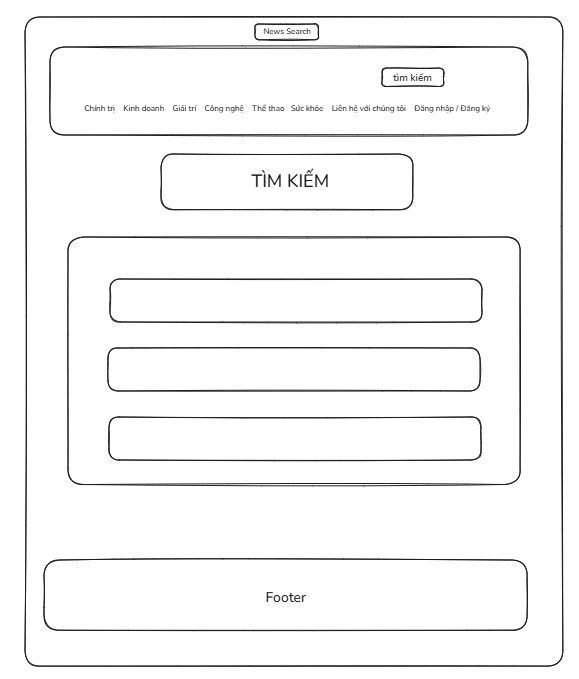 News Search
tìm kiếm
Chính trị Kinh doanh Giải trí Công nghệ Thể thao Sức khỏe Liên hệ với chúng tôi Đăng nhập / Đăng ký
TÌM KIẾM
Footer